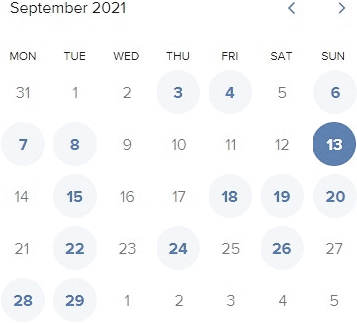 September 2021
MON TUE WED THU FRI SAT SUN
31 1 2 3 4 5 6
7 8 9 10 11 12 13
14 15 16 17 18 19 20
21 22 23 24 25 26 27
28 29 1 2 3 4 5